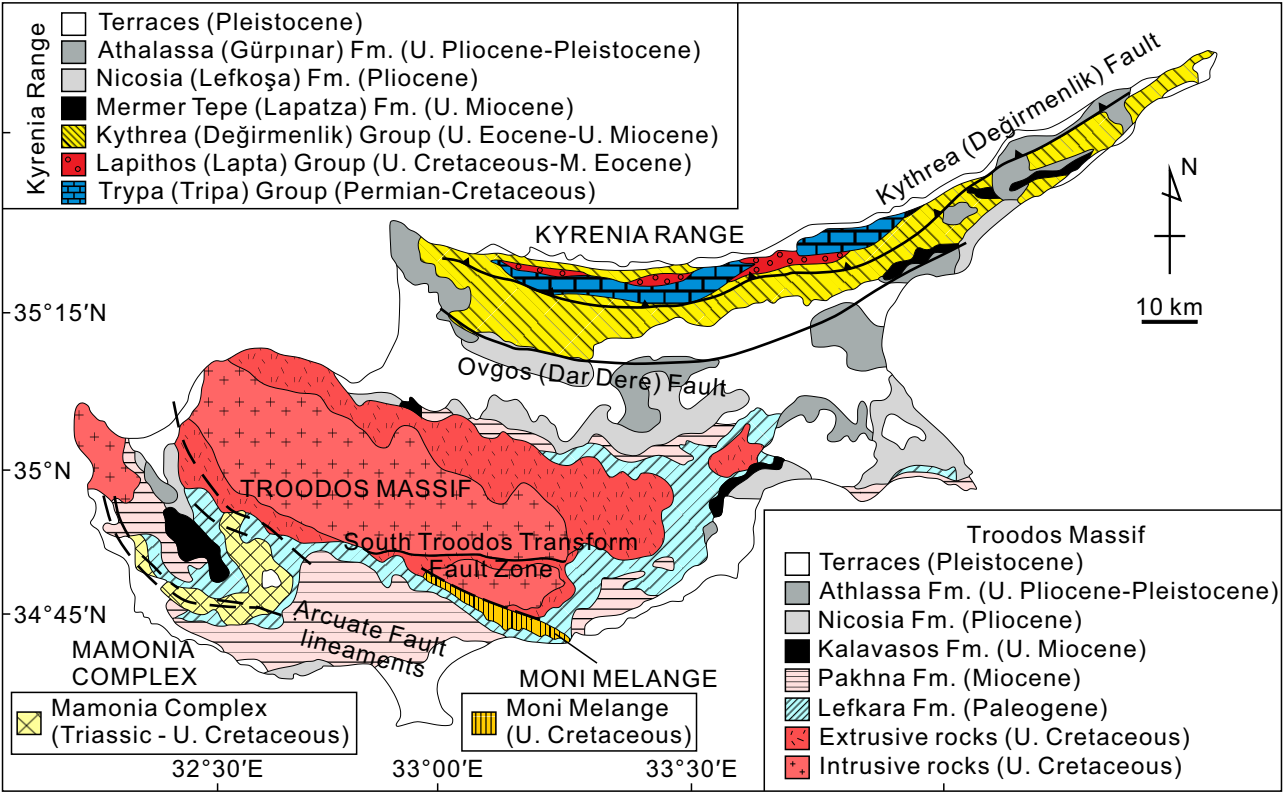 Kyrenia Range
Terraces (Pleistocene)
Athalassa (Gürpınar) Fm. (U. Pliocene-Pleistocene)
Nicosia (Lefkoşa) Fm. (Pliocene)
Mermer Tepe (Lapatza) Fm. (U. Miocene)
Kythrea (Değirmenlik) Group (U. Eocene-U. Miocene)
Lapithos (Lapta) Group (U. Cretaceous-M. Eocene)
Trypa (Tripa) Group (Permian-Cretaceous)
Kythrea (Değirmenlik) Fault
N
10 km
KYRENIA RANGE
35°15′N
Ovgos (Dar Dere) Fault
35°N
TROODOS MASSIF
South Troodos Transform
Fault Zone
34°45′N
Arcuate Fault
lineaments
MAMONIA
COMPLEX
MONI MELANGE
Mamonia Complex
(Triassic - U. Cretaceous)
Moni Melange
(U. Cretaceous)
Troodos Massif
Terraces (Pleistocene)
Athlassa Fm. (U. Pliocene-Pleistocene)
Nicosia Fm. (Pliocene)
Kalavasos Fm. (U. Miocene)
Pakhna Fm. (Miocene)
Lefkara Fm. (Paleogene)
Extrusive rocks (U. Cretaceous)
Intrusive rocks (U. Cretaceous)
32°30′E
33°00′E
33°30′E